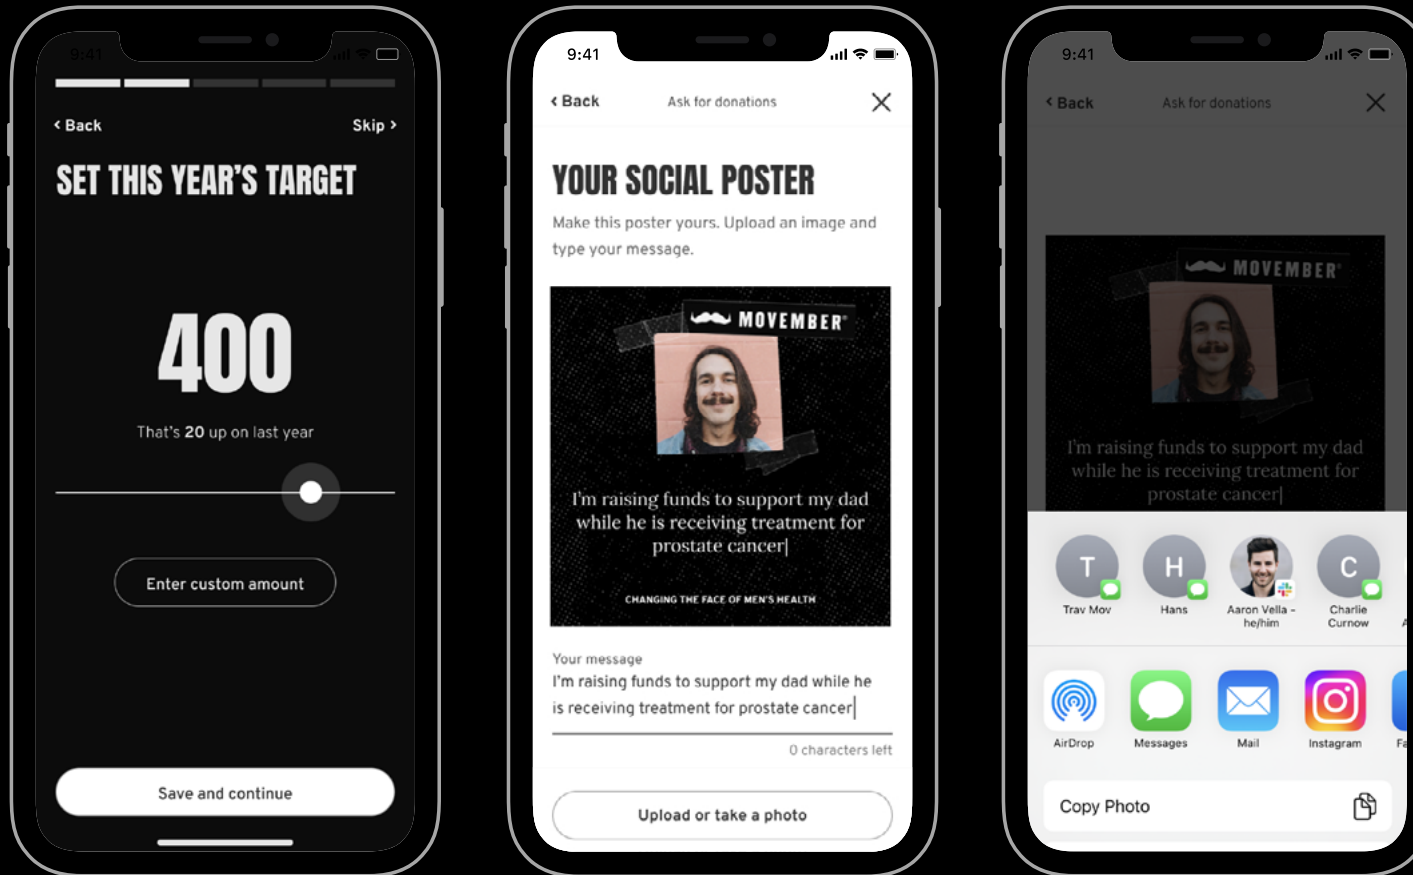 9:41
< Back
Skip >
SET THIS YEAR'S TARGET
400
That's 20 up on last year
Enter custom amount
Save and continue
9:41
< Back
Ask for donations
YOUR SOCIAL POSTER
Make this poster yours. Upload an image and
type your message.
MOVEMBER®
I'm raising funds to support my dad
while he is receiving treatment for
prostate cancer
CHANGING THE FACE OF MEN'S HEALTH
Your message
I'm raising funds to support my dad while he
is receiving treatment for prostate cancer
0 characters left
Upload or take a photo
9:41
< Back
Ask for donations
MOVEMBER®
I'm raising funds to support my dad
while he is receiving treatment for
prostate cancer
T
H
C
Trav Mov
Hans
Aaron Vella -
he/him
Charlie
Curnow
A
AirDrop
Messages
Mail
Instagram
Fa
Copy Photo